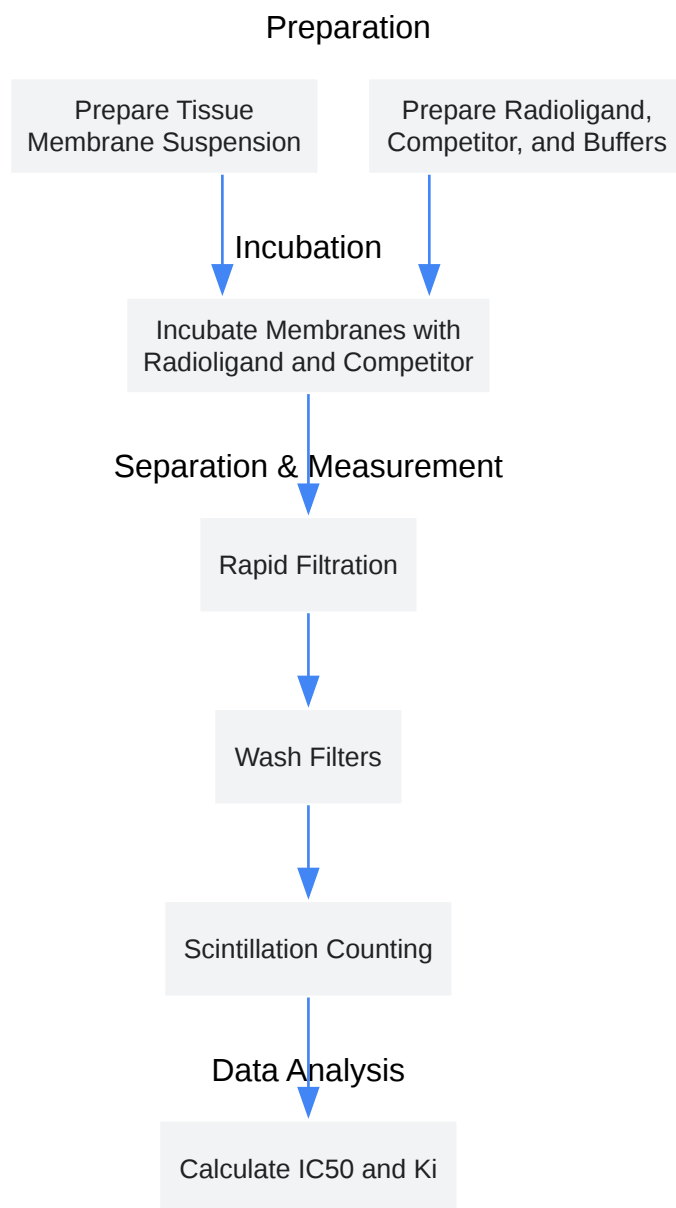 Preparation
Prepare Tissue
Membrane Suspension
Prepare Radioligand,
Competitor, and Buffers
Incubation
Incubate Membranes with
Radioligand and Competitor
Separation & Measurement
Rapid Filtration
Wash Filters
Scintillation Counting
Data Analysis
Calculate IC50 and Ki